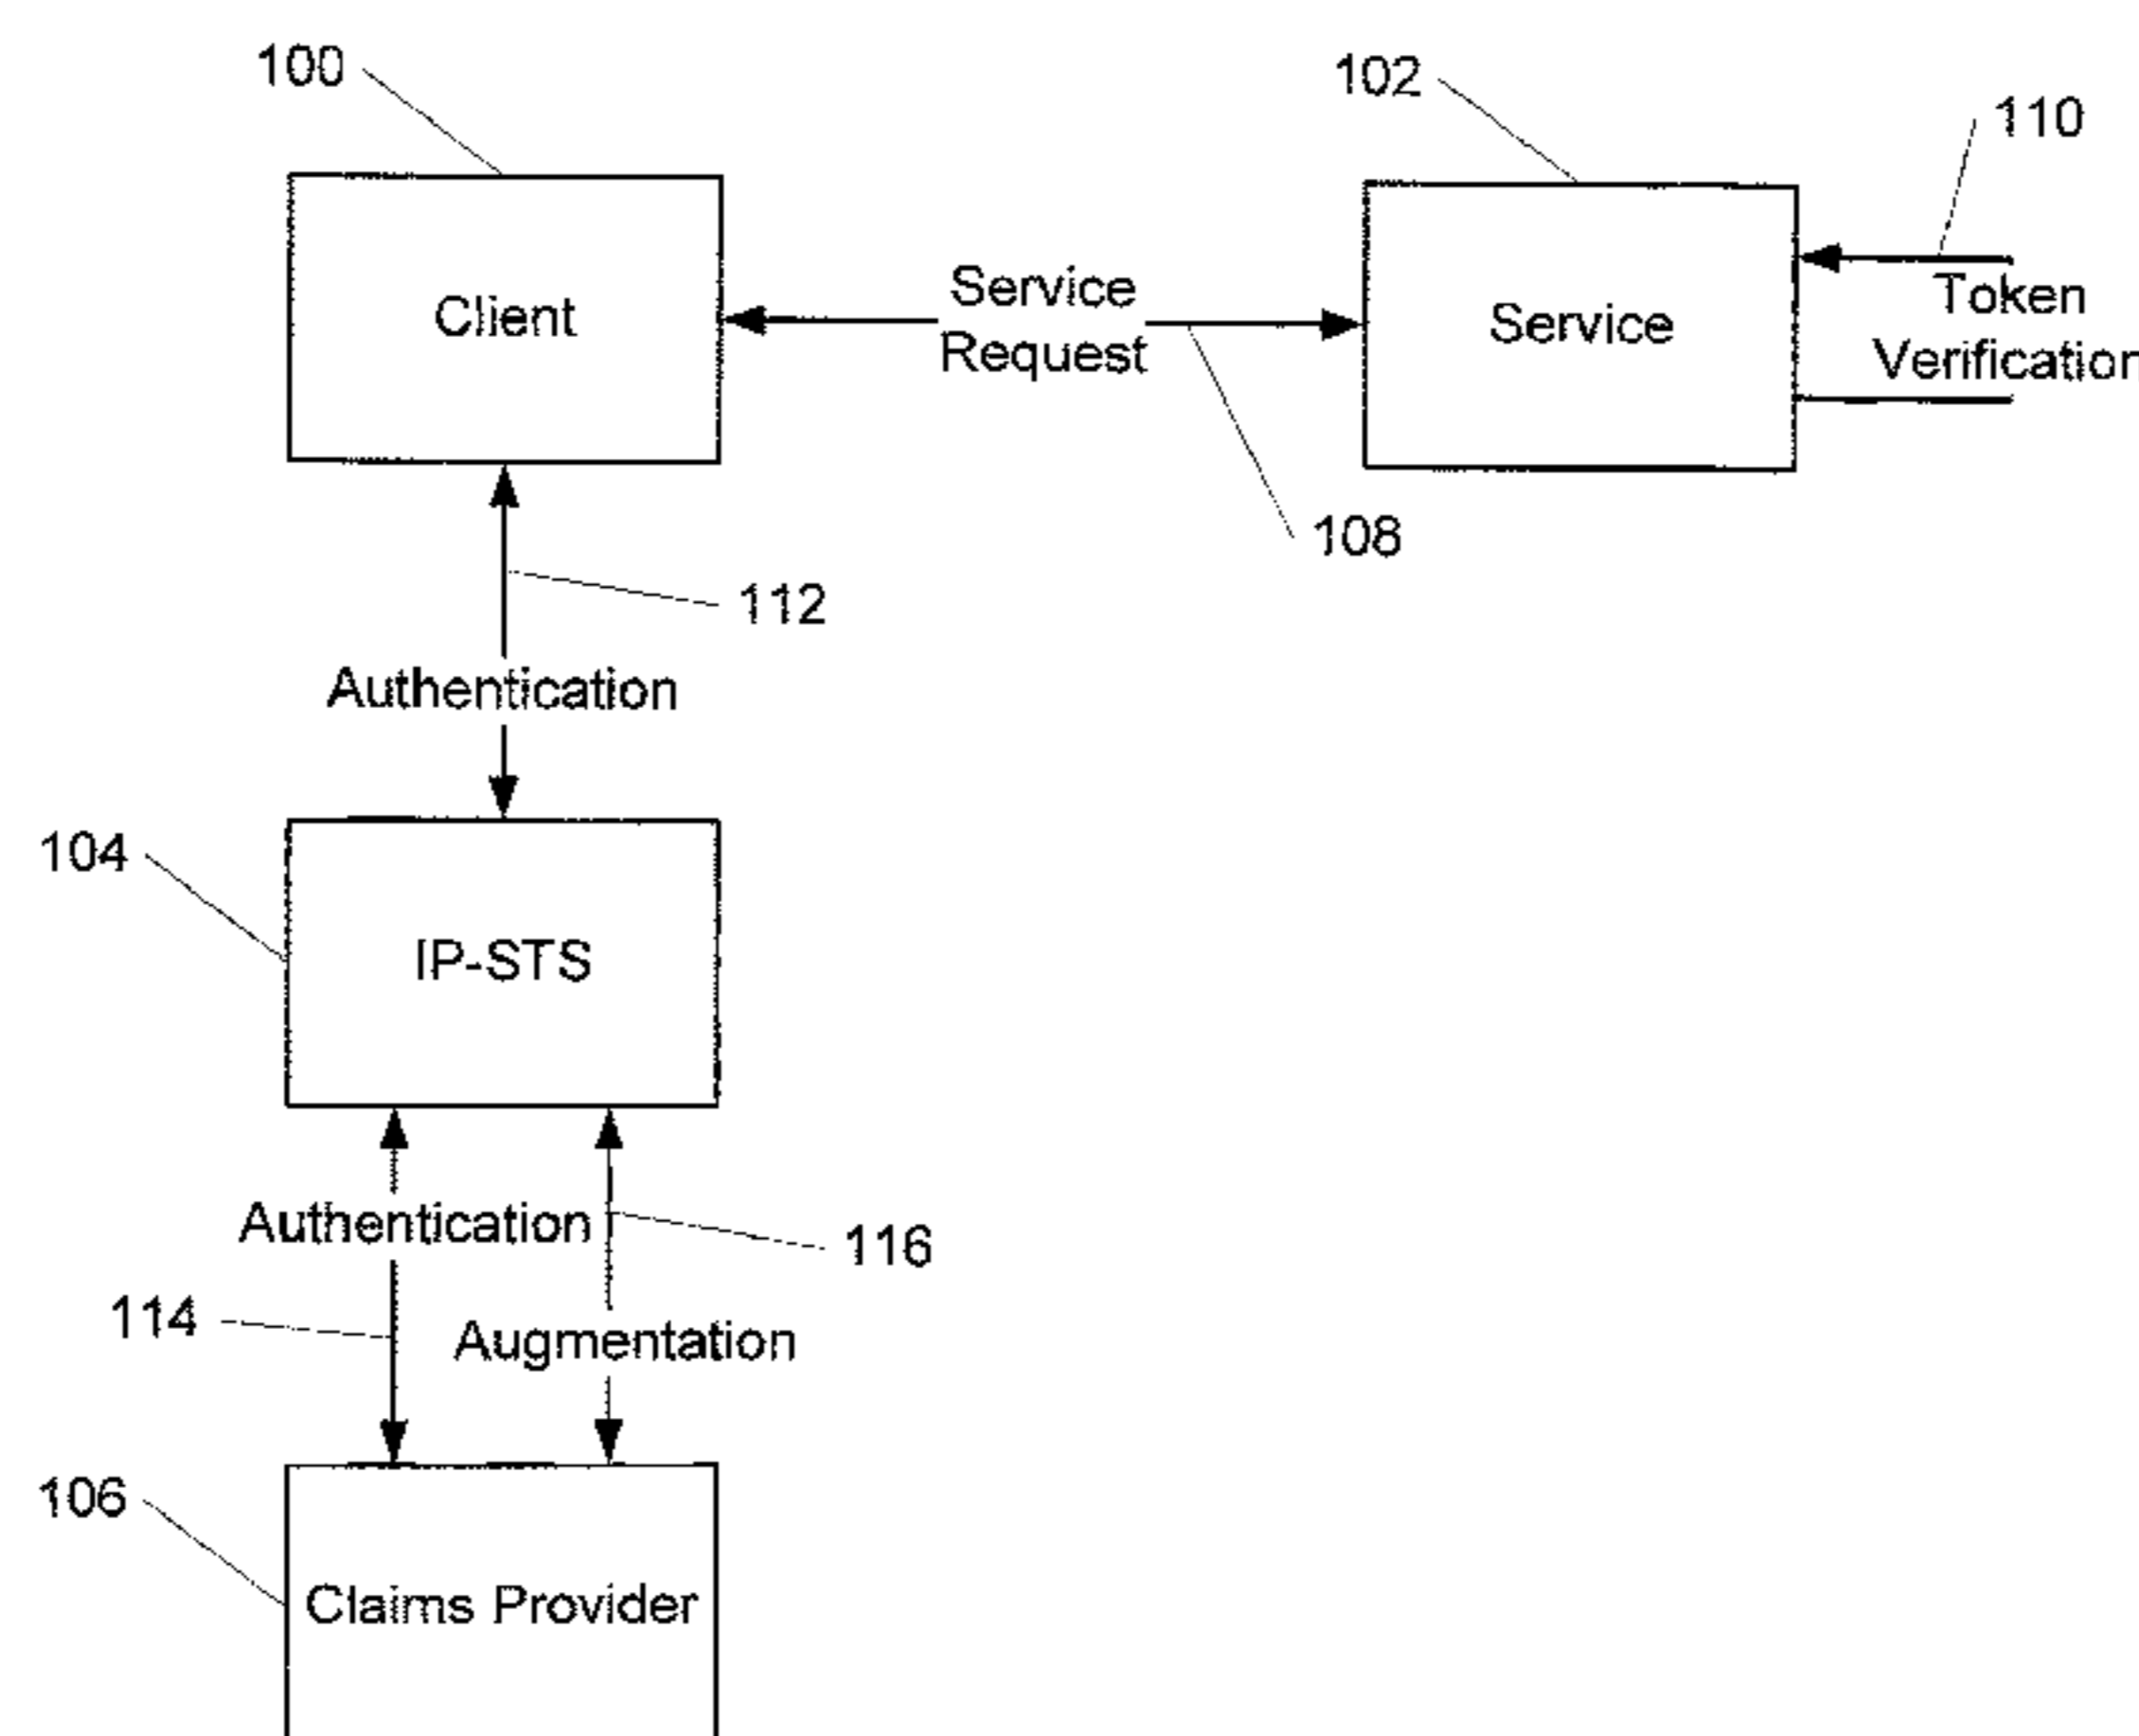 100
102
110
Client
Service
Request
Service
Token
Verification
108
112
Authentication
104
IP-STS
Authentication
116
114
Augmentation
106
Claims Provider